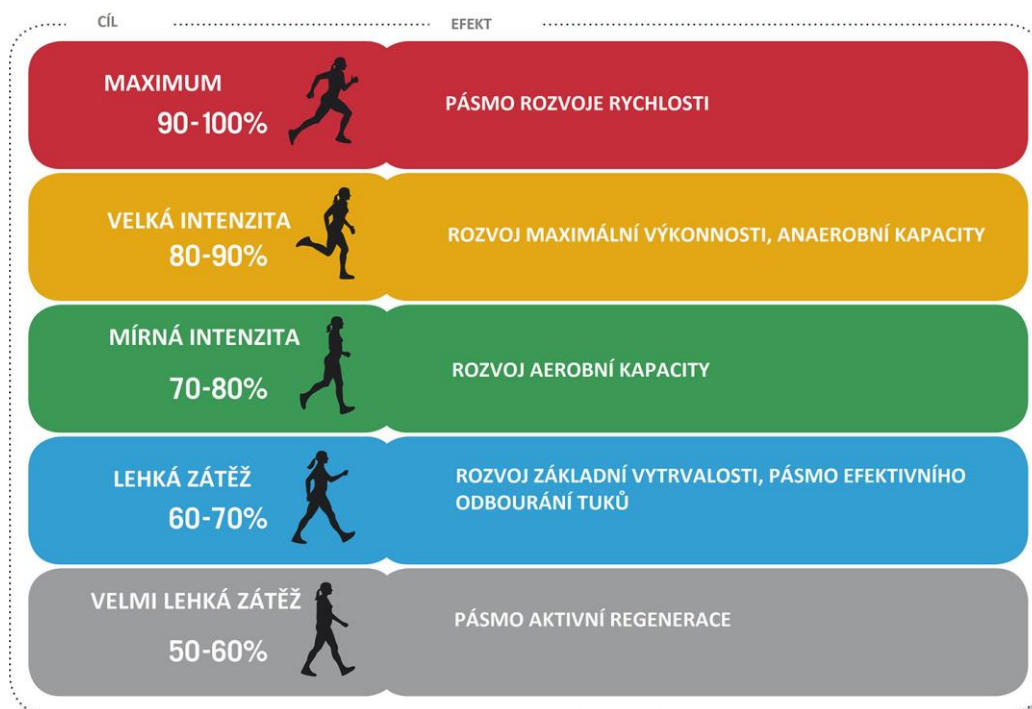 CÍL
EFEKT
MAXIMUM
90-100%
PÁSMO ROZVOJE RYCHLOSTI
VELKÁ INTENZITA
80-90%
ROZVOJ MAXIMÁLNÍ VÝKONNOSTI, ANAEROBNÍ KAPACITY
MÍRNÁ INTENZITA
70-80%
ROZVOJ AEROBNÍ KAPACITY
LEHKÁ ZÁTĚŽ
60-70%
ROZVOJ ZÁKLADNÍ VYTRVALOSTI, PÁSMO EFEKTIVNÍHO
ODBOURÁNÍ TUKŮ
VELMI LEHKÁ ZÁTĚŽ
50-60%
PÁSMO AKTIVNÍ REGENERACE